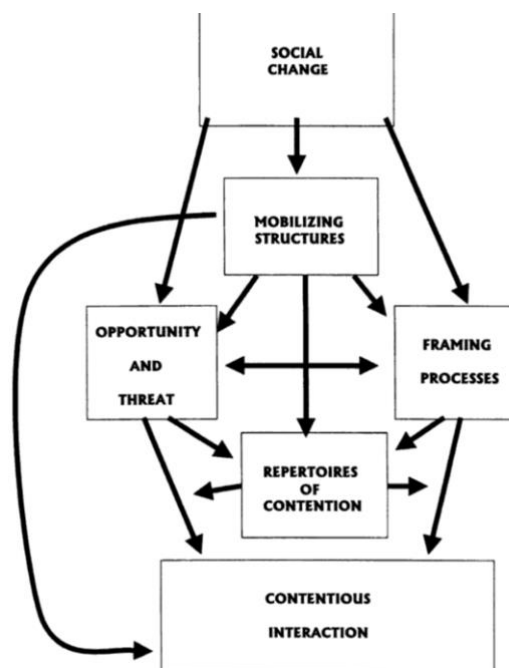 SOCIAL
CHANGE
MOBILIZING
STRUCTURES
OPPORTUNITY
AND
THREAT
FRAMING
PROCESSES
REPERTOIRES
OF
CONTENTION
CONTENTIOUS
INTERACTION